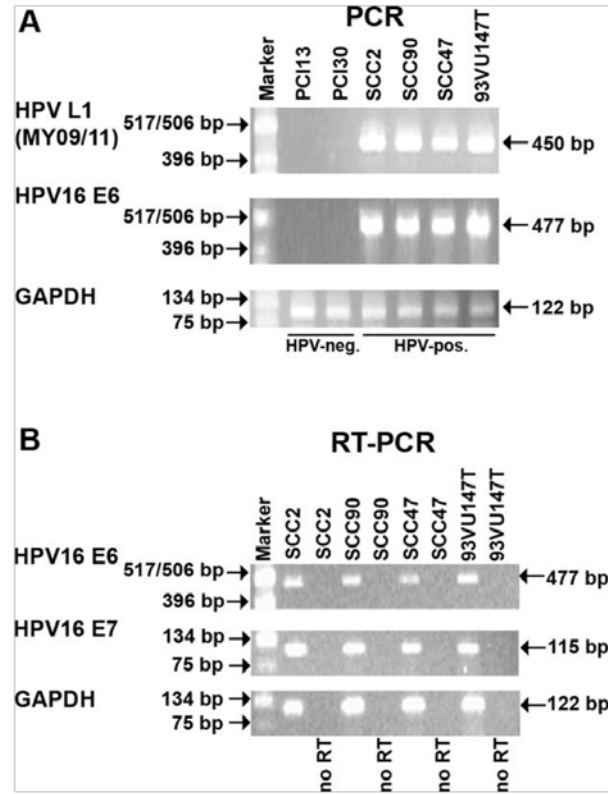 A
PCR
Marker
PCI13
PCI30
SCC2
SCC90
SCC47
93VU147T
HPV L1
(MY09/11)
517/506 bp
396 bp
450 bp
HPV16 E6
517/506 bp
396 bp
477 bp
GAPDH
134 bp
75 bp
122 bp
HPV-neg.
HPV-pos.
B
RT-PCR
Marker
SCC2
SCC2
SCC90
SCC90
SCC47
SCC47
93VU147T
93VU147T
HPV16 E6
517/506 bp
396 bp
477 bp
HPV16 E7
134 bp
75 bp
115 bp
GAPDH
134 bp
75 bp
122 bp
no RT
no RT
no RT
no RT